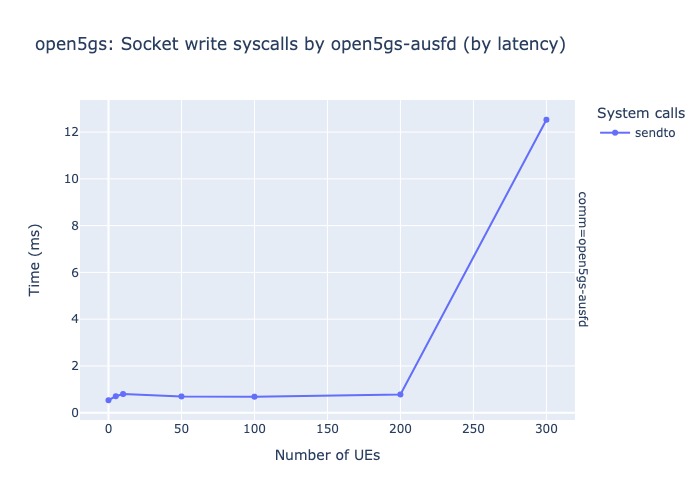 open5gs: Socket write syscalls by open5gs-ausfd (by latency)
System calls
sendto
12
10
8
6
4
2
0
Time (ms)
comm=open5gs-ausfd
0 50 100 150 200 250 300
Number of UEs